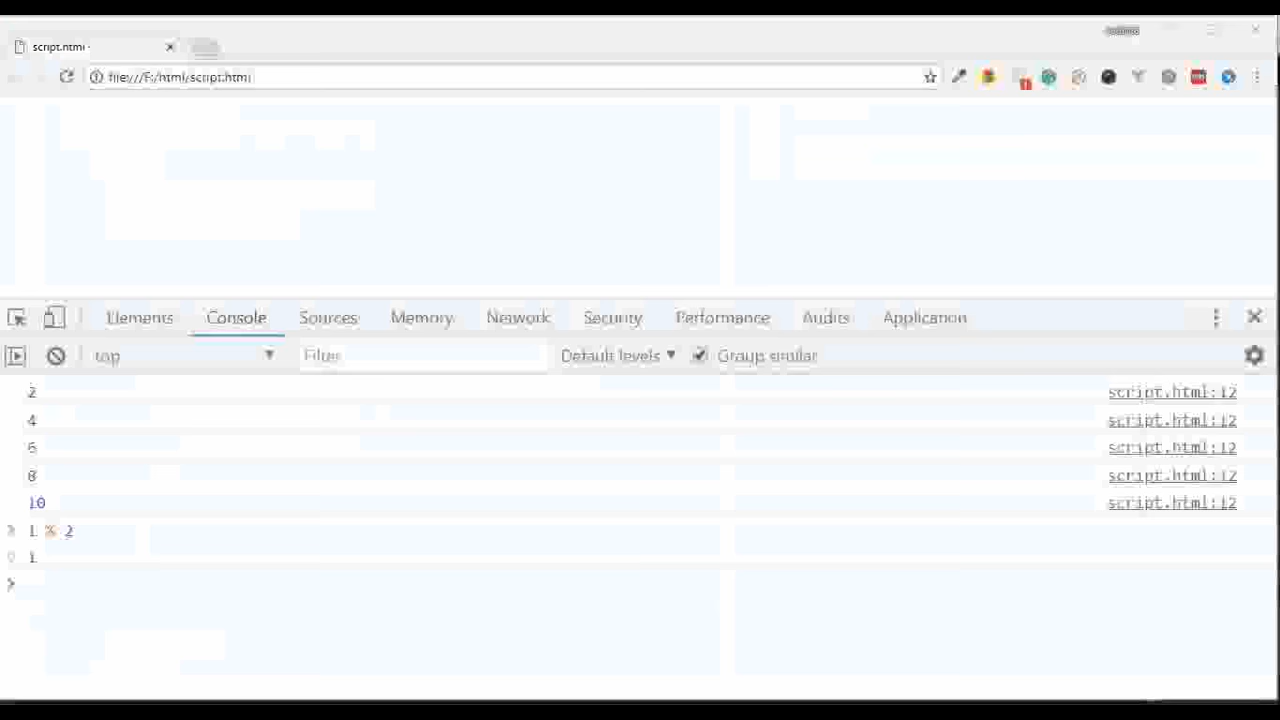 script.html
file:///F:/html/script.html
Elements Console Sources Memory Network Security Performance Audits Application
top Filter Default levels ▼ Group similar
2 script.html:12
4 script.html:12
6 script.html:12
8 script.html:12
10 script.html:12
> 1 % 2
1
>